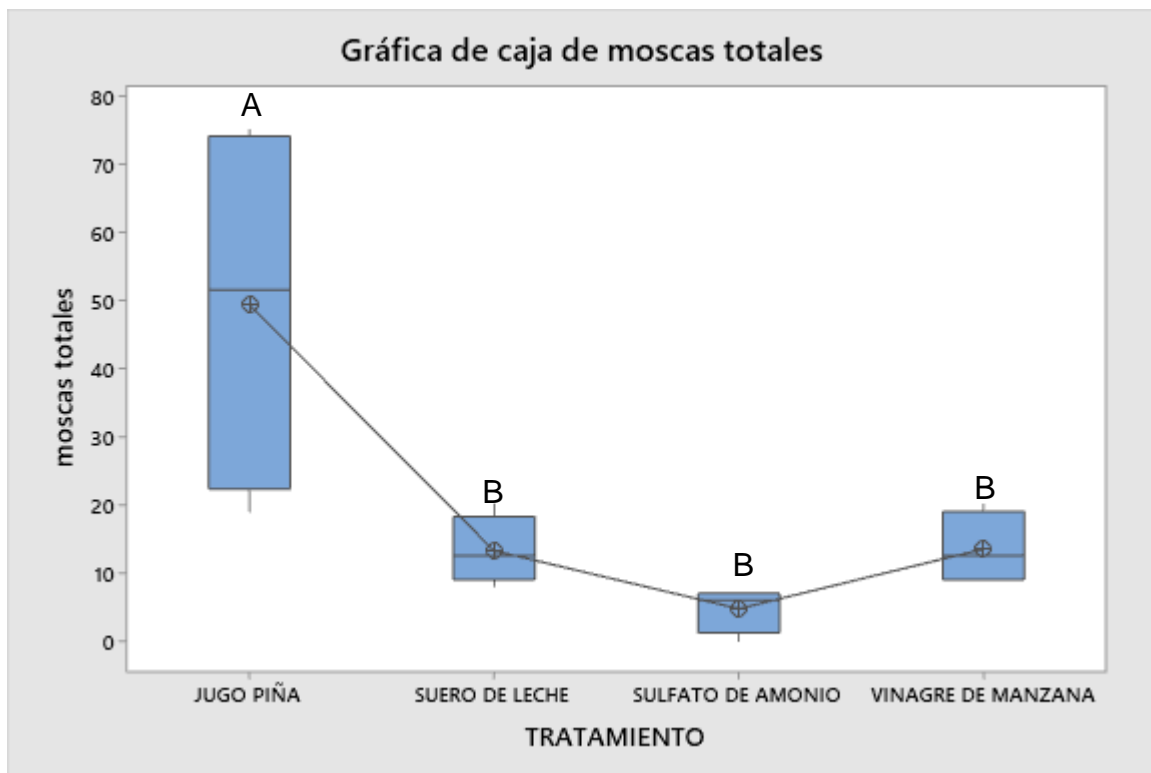 Gráfica de caja de moscas totales
80
70
60
50
40
30
20
10
0
moscas totales
A
B
B
B
JUGO PIÑA
SUERO DE LECHE
SULFATO DE AMONIO
VINAGRE DE MANZANA
TRATAMIENTO